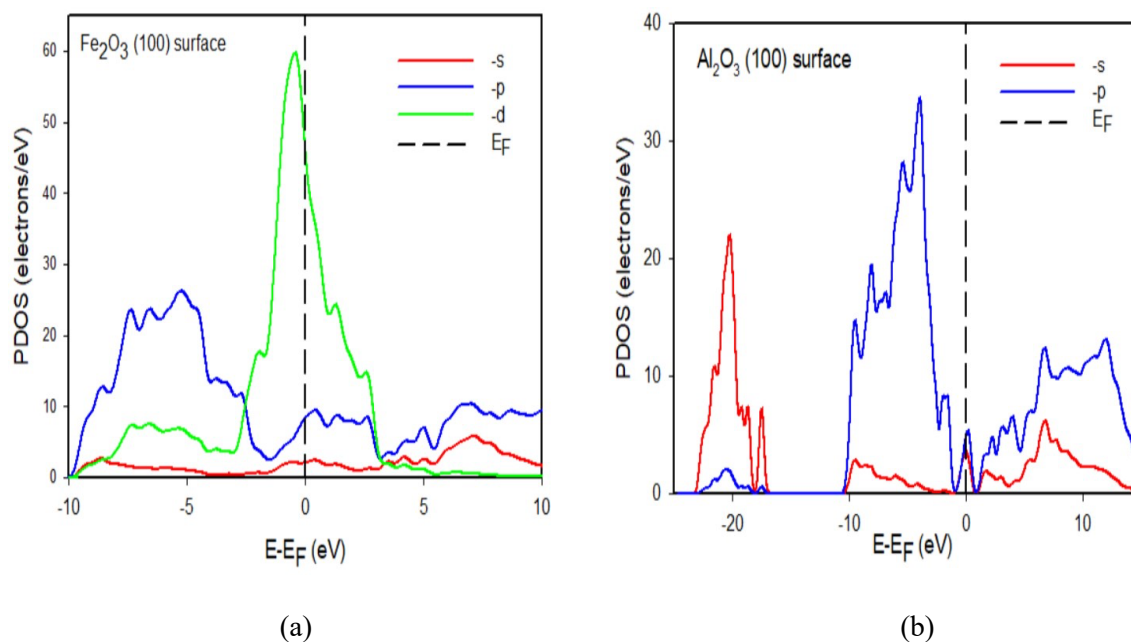 Fe2O3 (100) surface
-s
-p
-d
EF
PDOS (electrons/eV)
60
50
40
30
20
10
0
-10 -5 0 5 10
E-EF (eV)
(a)
Al2O3 (100) surface
-s
-p
EF
PDOS (electrons/eV)
40
30
20
10
0
-20 -10 0 10
E-EF (eV)
(b)